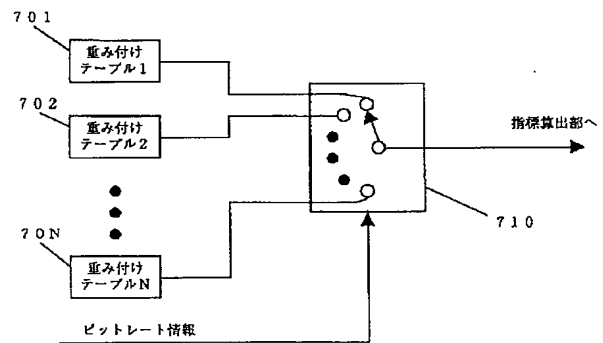 701
重み付け
テーブル1
702
重み付け
テーブル2
70N
重み付け
テーブルN
指標算出部へ
710
ビットレート情報